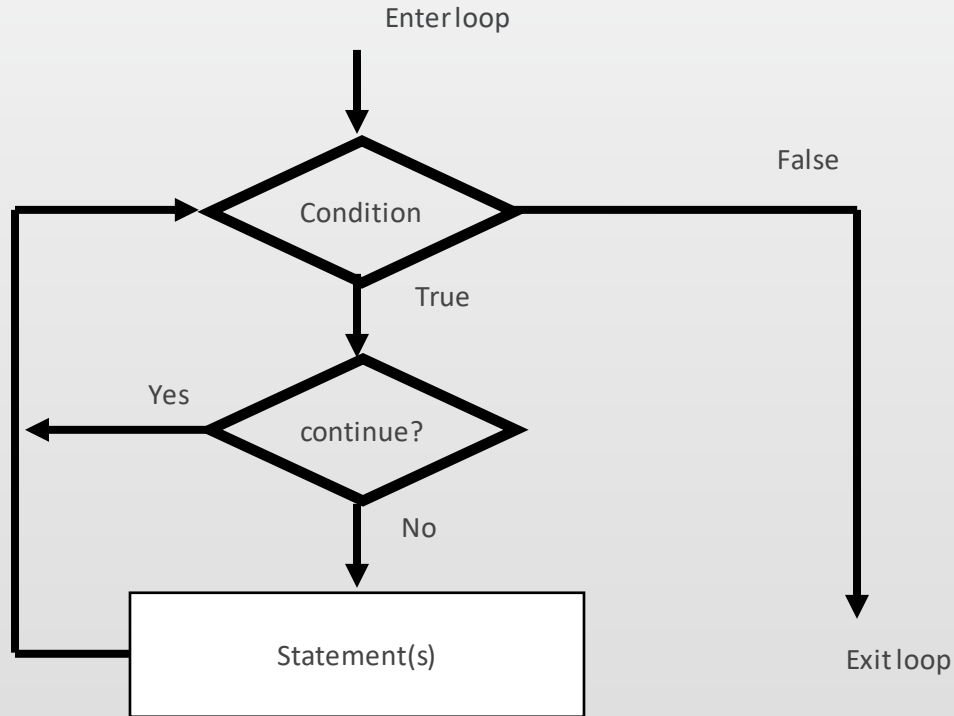 Enter loop
False
Condition
True
Yes
continue?
No
Statement(s)
Exit loop